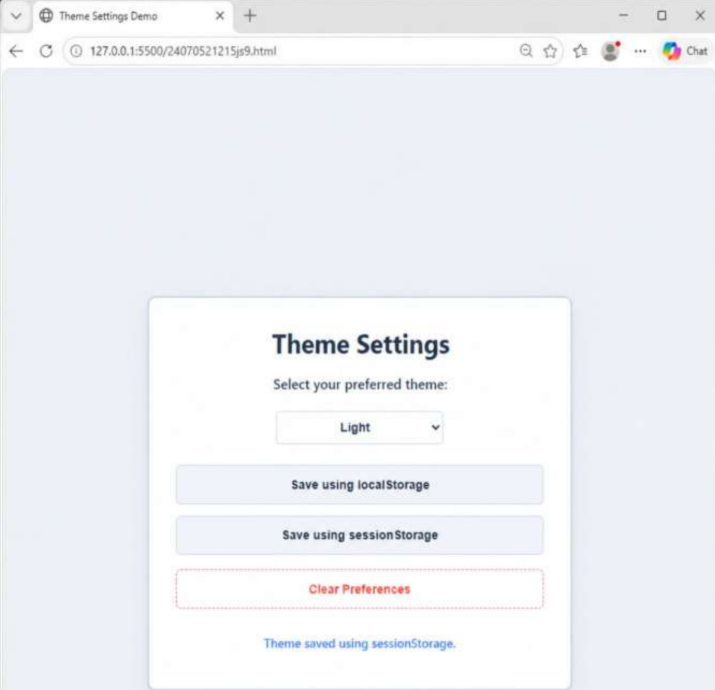 Theme Settings Demo
127.0.0.1:5500/24070521215js9.html
Chat
Theme Settings
Select your preferred theme:
Light
Save using localStorage
Save using sessionStorage
Clear Preferences
Theme saved using sessionStorage.